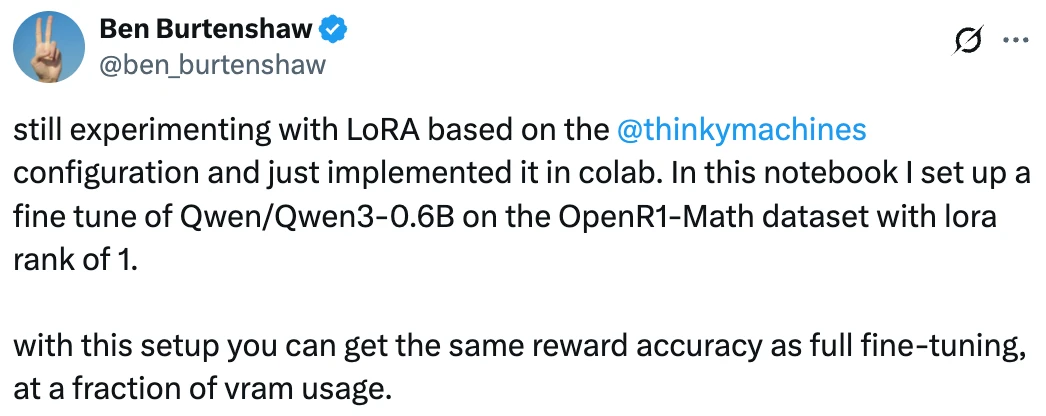 Ben Burtenshaw
@ben_burtenshaw
still experimenting with LoRA based on the @thinkymachines
configuration and just implemented it in colab. In this notebook I set up a
fine tune of Qwen/Qwen3-0.6B on the OpenR1-Math dataset with lora
rank of 1.
with this setup you can get the same reward accuracy as full fine-tuning,
at a fraction of vram usage.